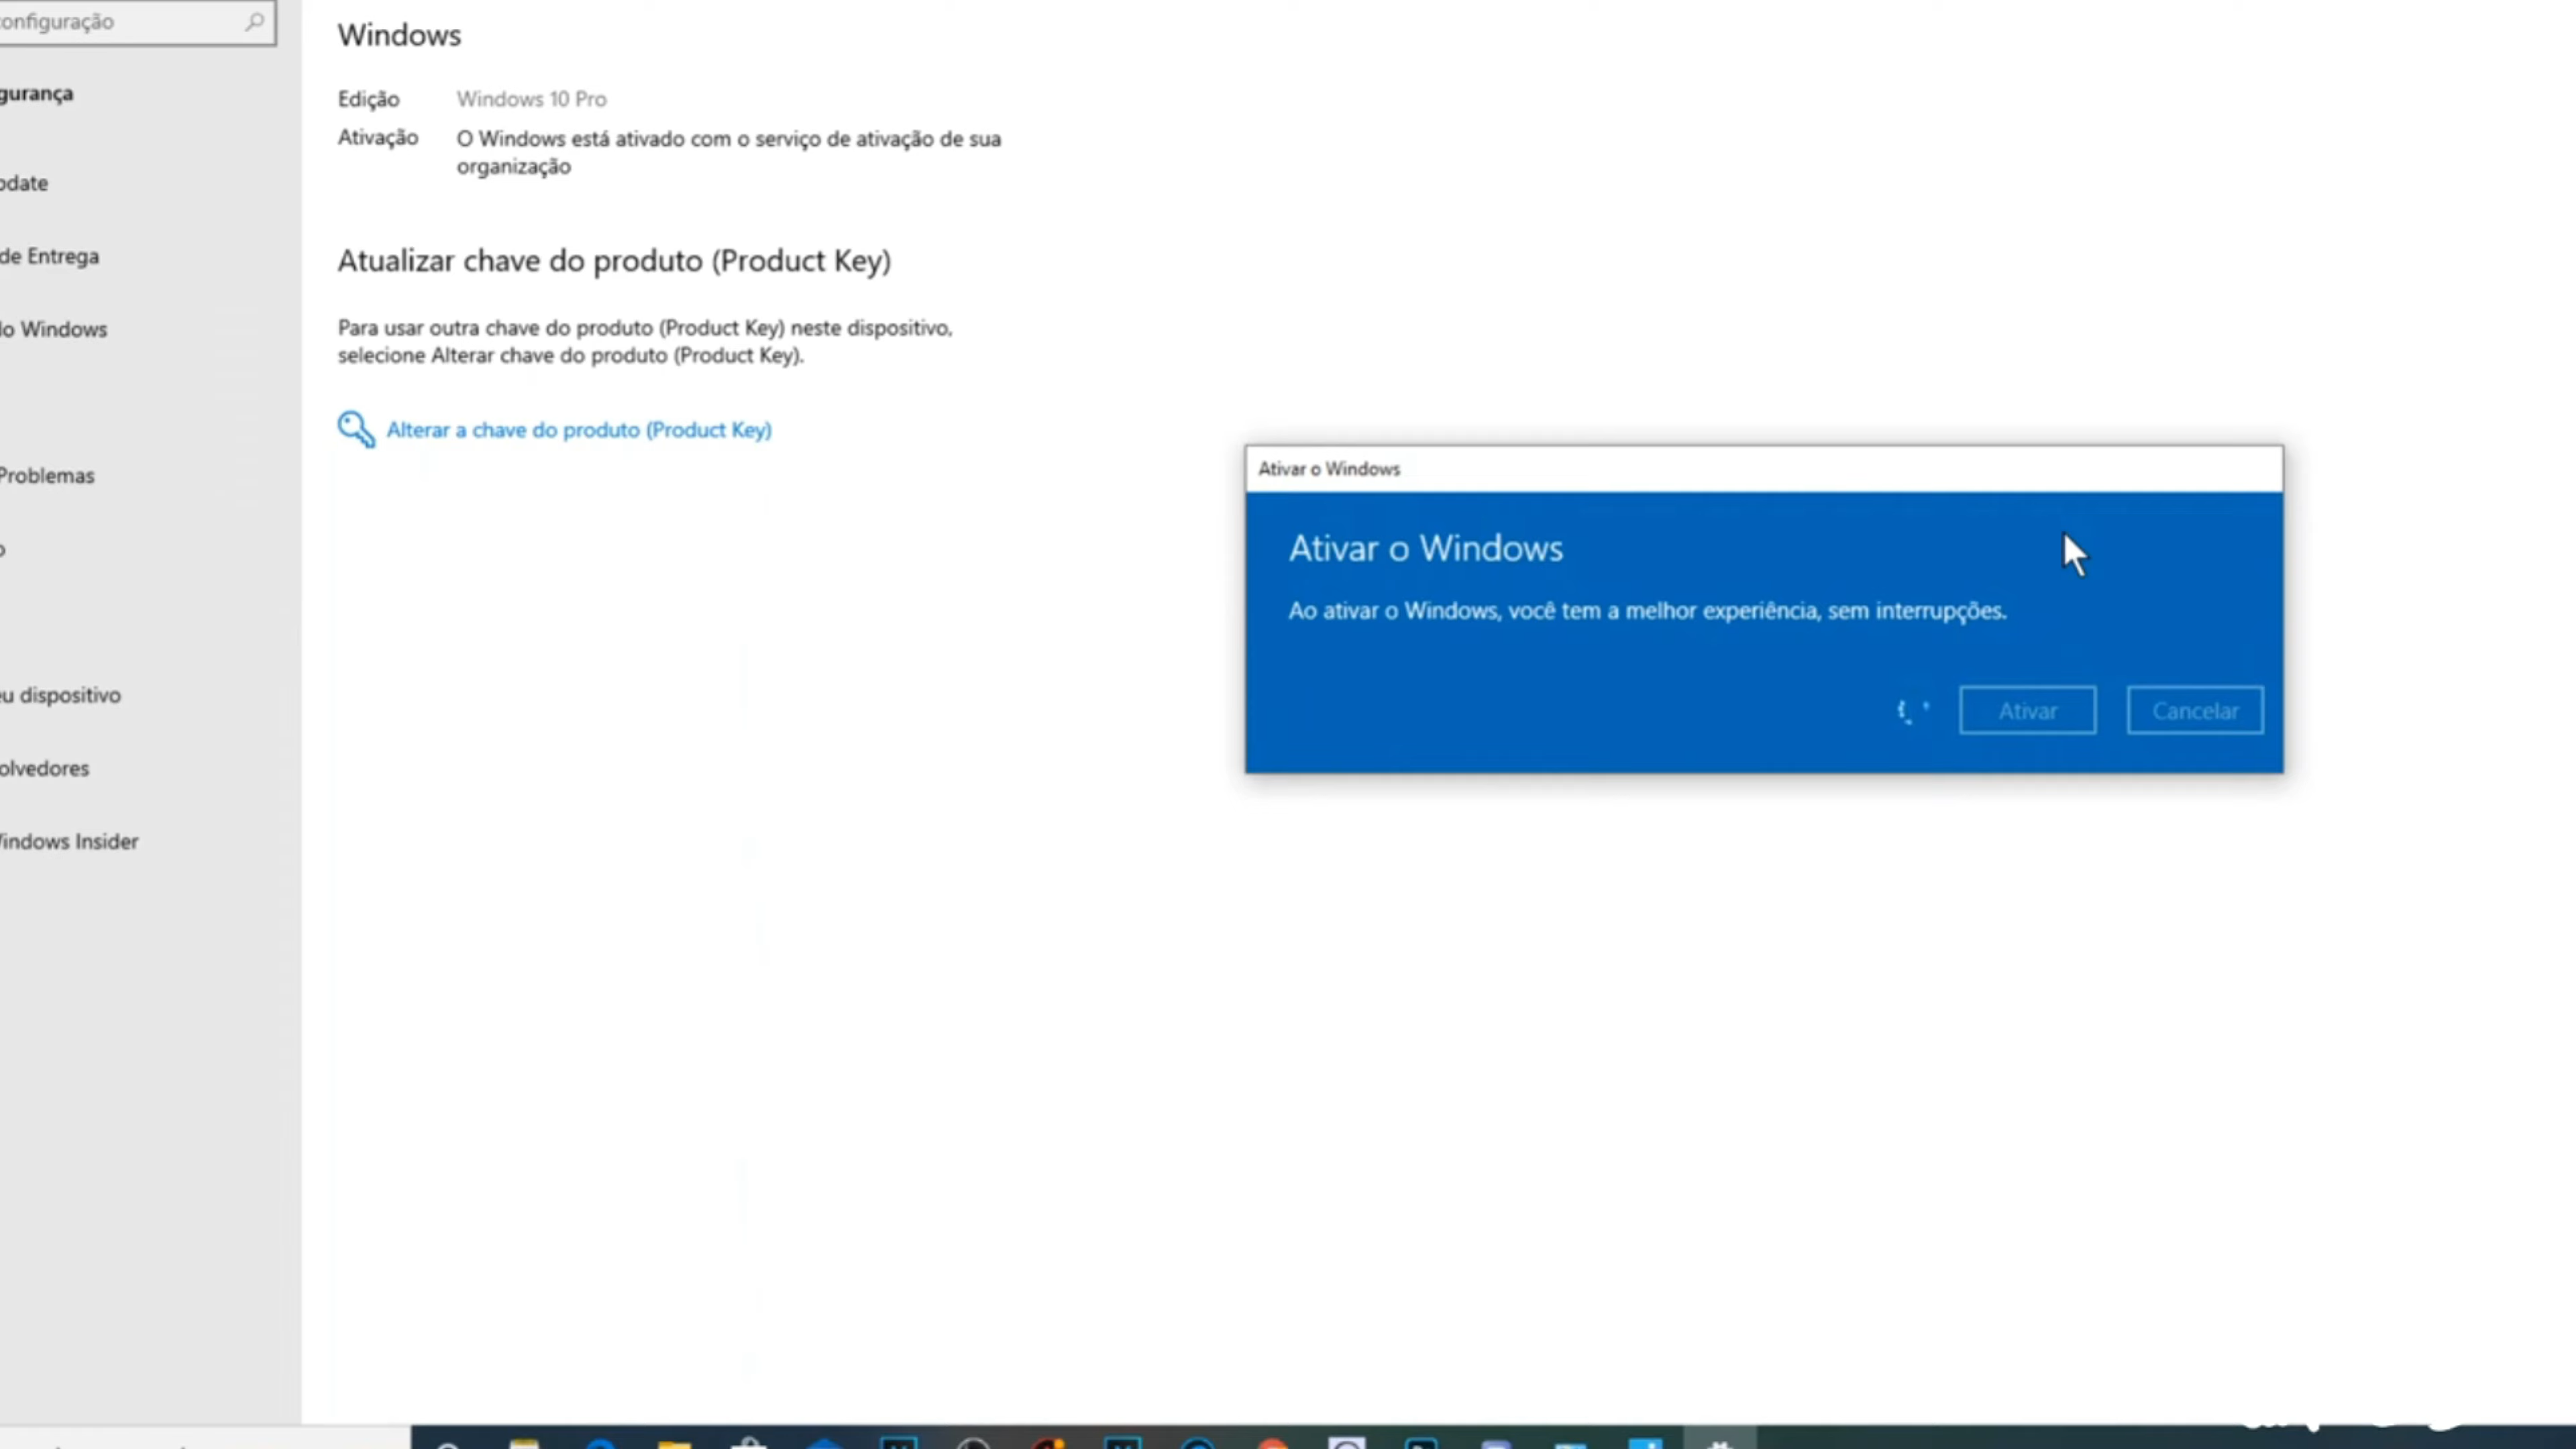 onfiguração
gurança
pdate
de Entrega
do Windows
Problemas
o
eu dispositivo
olvedores
Windows Insider
Windows
Edição Windows 10 Pro
Ativação O Windows está ativado com o serviço de ativação de sua
organização
Atualizar chave do produto (Product Key)
Para usar outra chave do produto (Product Key) neste dispositivo,
selecione Alterar chave do produto (Product Key).
Alterar a chave do produto (Product Key)
Ativar o Windows
Ativar o Windows
Ao ativar o Windows, você tem a melhor experiência, sem interrupções.
Ativar Cancelar